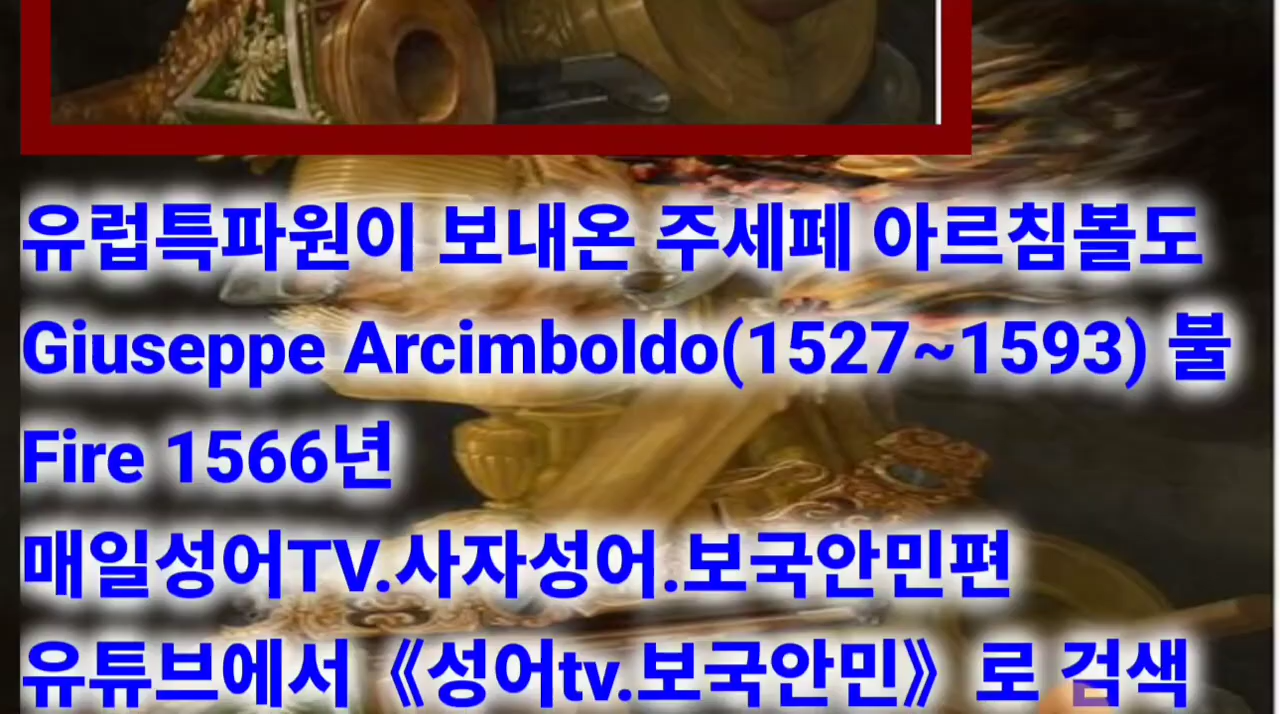 유럽특파원이 보내온 주세페 아르침볼도
Giuseppe Arcimboldo(1527~1593) 불
Fire 1566년
매일성어TV.사자성어.보국안민편
유튜브에서《성어tv.보국안민》로 검색